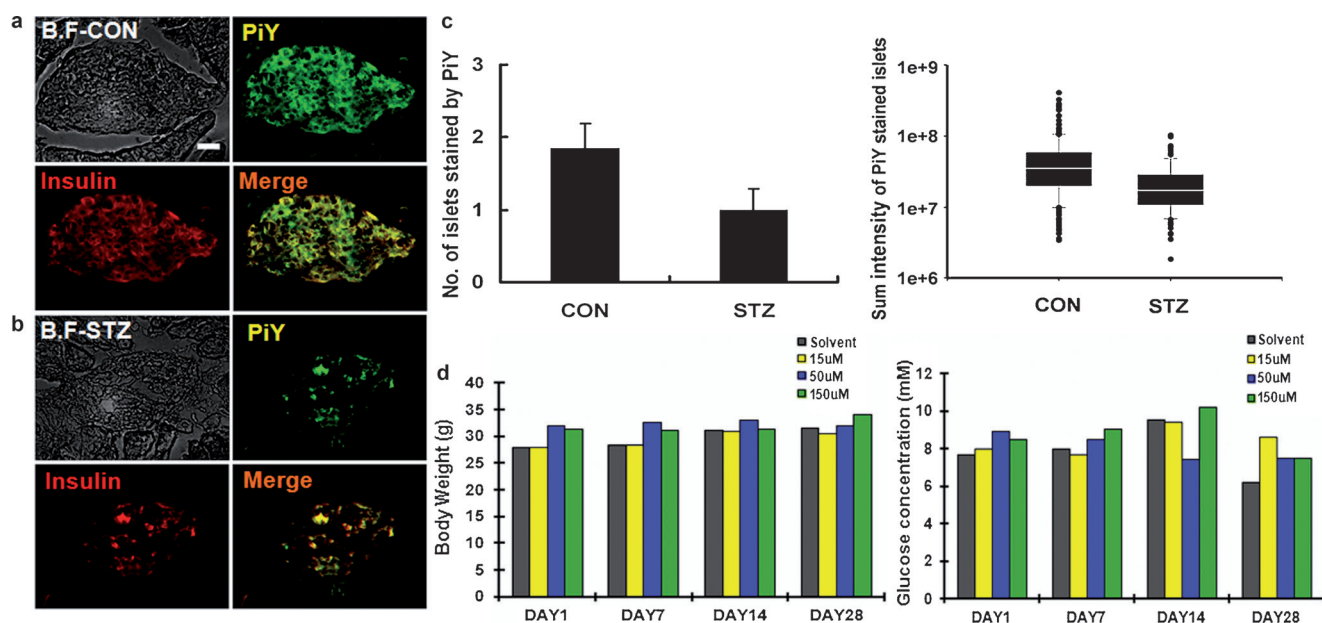 a
B.F-CON
PiY
Insulin
Merge
b
B.F-STZ
PiY
Insulin
Merge
c
No. of islets stained by PiY
3
2
1
0
CON
STZ
Sum intensity of PiY stained islets
1e+9
1e+8
1e+7
1e+6
CON
STZ
d
Body Weight (g)
40
35
30
25
20
15
10
5
0
DAY1
DAY7
DAY14
DAY28
Solvent
15uM
50uM
150uM
Glucose concentration (mM)
12
10
8
6
4
2
0
DAY1
DAY7
DAY14
DAY28
Solvent
15uM
50uM
150uM